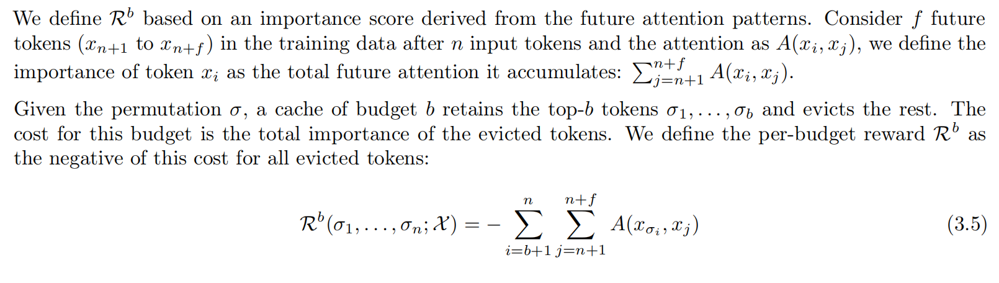 We define $\mathcal{R}^b$ based on an importance score derived from the future attention patterns. Consider $f$ future
tokens ($x_{n+1}$ to $x_{n+f}$) in the training data after $n$ input tokens and the attention as $A(x_i, x_j)$, we define the
importance of token $x_i$ as the total future attention it accumulates: $\sum_{j=n+1}^{n+f} A(x_i, x_j)$.
Given the permutation $\sigma$, a cache of budget $b$ retains the top-$b$ tokens $\sigma_1, \ldots, \sigma_b$ and evicts the rest. The
cost for this budget is the total importance of the evicted tokens. We define the per-budget reward $\mathcal{R}^b$ as
the negative of this cost for all evicted tokens:
$\mathcal{R}^b(\sigma_1, \ldots, \sigma_n; \mathcal{X}) = -\sum_{i=b+1}^{n} \sum_{j=n+1}^{n+f} A(x_{\sigma_i}, x_j)$ (3.5)